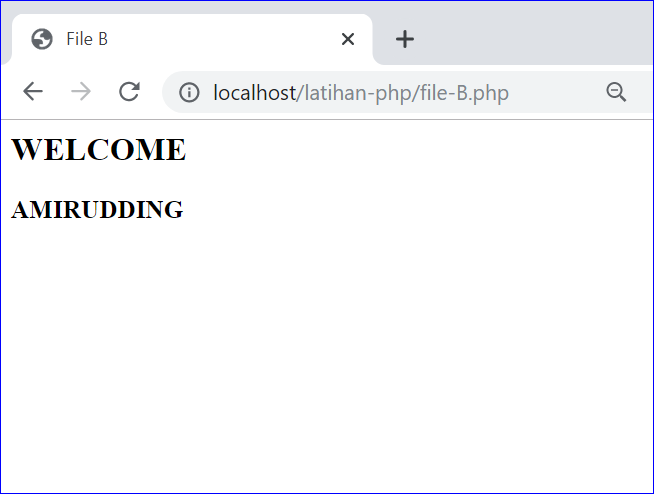 File B
localhost/latihan-php/file-B.php
WELCOME
AMIRUDDING